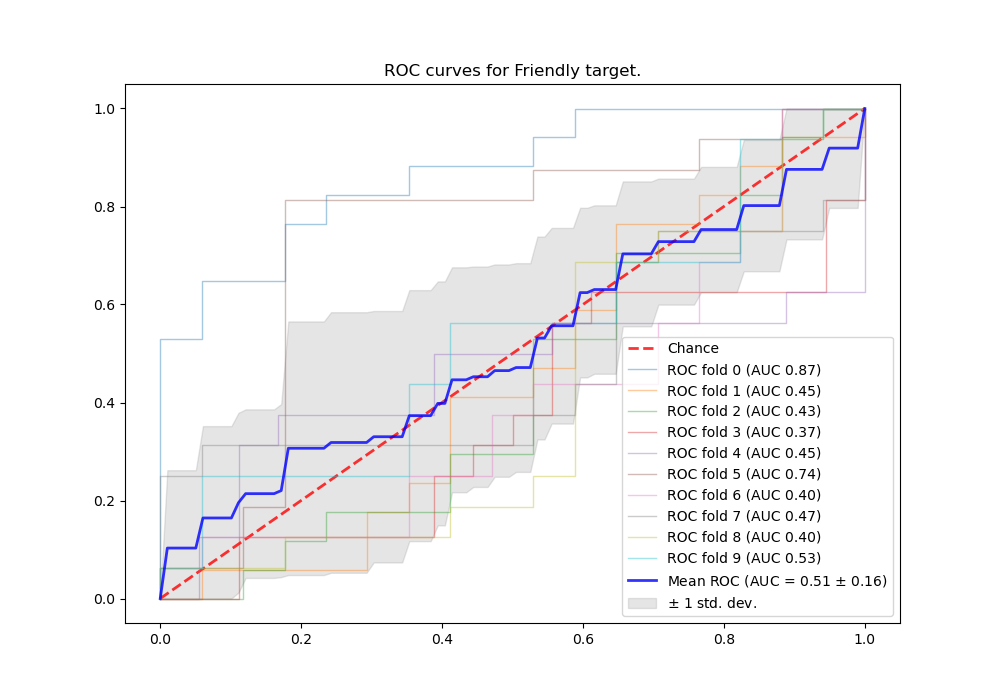 ROC curves for Friendly target.
1.0
0.8
0.6
0.4
0.2
0.0
0.0
0.2
0.4
0.6
0.8
1.0
Chance
ROC fold 0 (AUC 0.87)
ROC fold 1 (AUC 0.45)
ROC fold 2 (AUC 0.43)
ROC fold 3 (AUC 0.37)
ROC fold 4 (AUC 0.45)
ROC fold 5 (AUC 0.74)
ROC fold 6 (AUC 0.40)
ROC fold 7 (AUC 0.47)
ROC fold 8 (AUC 0.40)
ROC fold 9 (AUC 0.53)
Mean ROC (AUC = 0.51 ± 0.16)
± 1 std. dev.